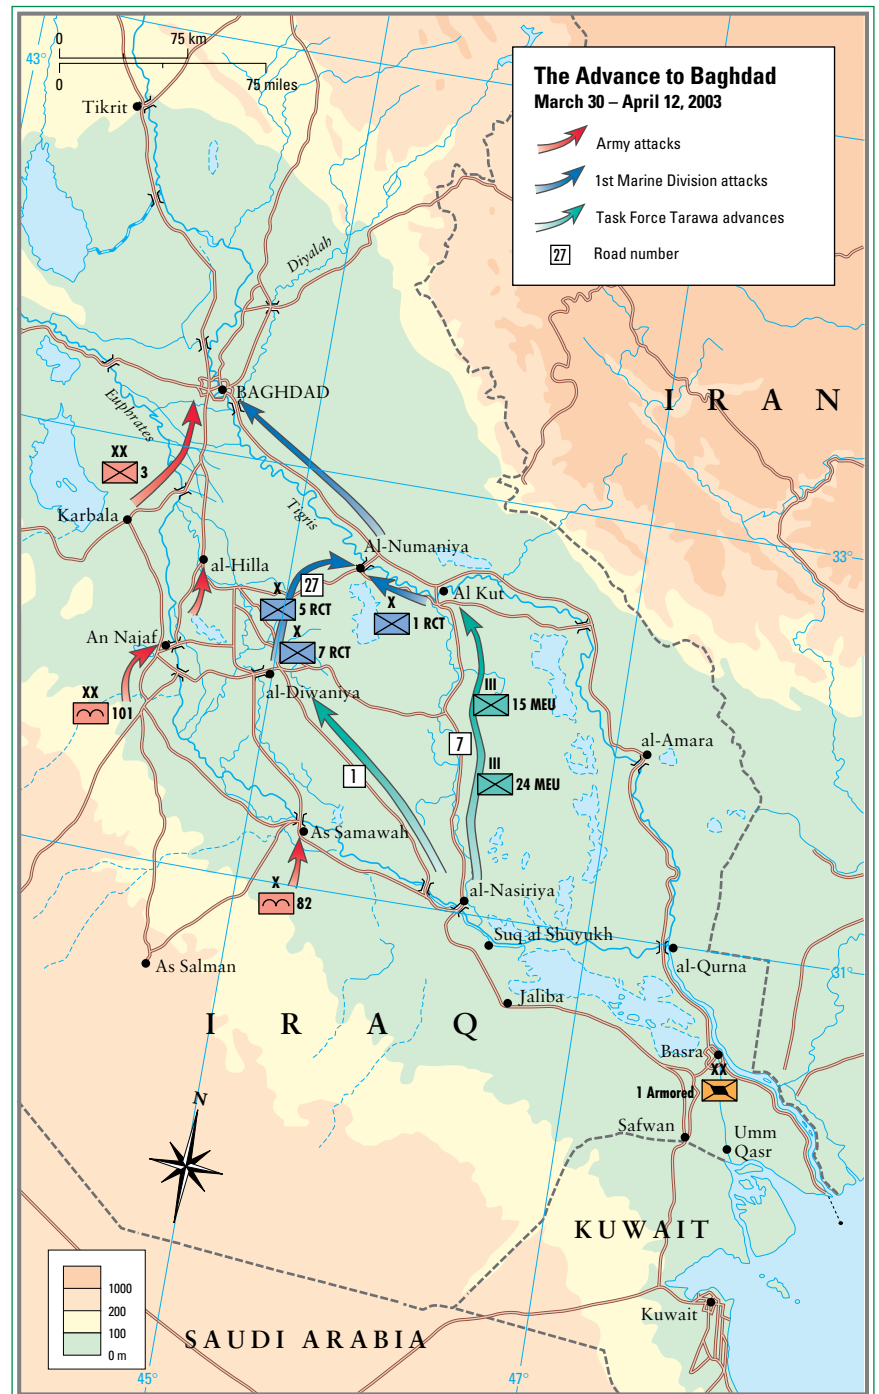 0 75 km
0 75 miles
43°
The Advance to Baghdad
March 30 – April 12, 2003
Army attacks
1st Marine Division attacks
Task Force Tarawa advances
27 Road number
Tikrit
Diyalah
BAGHDAD
Euphrates
I R A N
XX
3
Tigris
Karbala
Al-Numaniya
33°
al-Hilla
27
Al Kut
X
5 RCT
X
1 RCT
An Najaf
X
7 RCT
al-Diwaniya
XX
101
III
15 MEU
7
al-Amara
1
III
24 MEU
As Samawah
X
82
al-Nasiriya
Suq al Shuyukh
As Salman
al-Qurna
31°
Jaliba
I R A Q
Basra
XX
1 Armored
N
Safwan
Umm
Qasr
KUWAIT
1000
200
100
0 m
Kuwait
SAUDI ARABIA
45°
47°